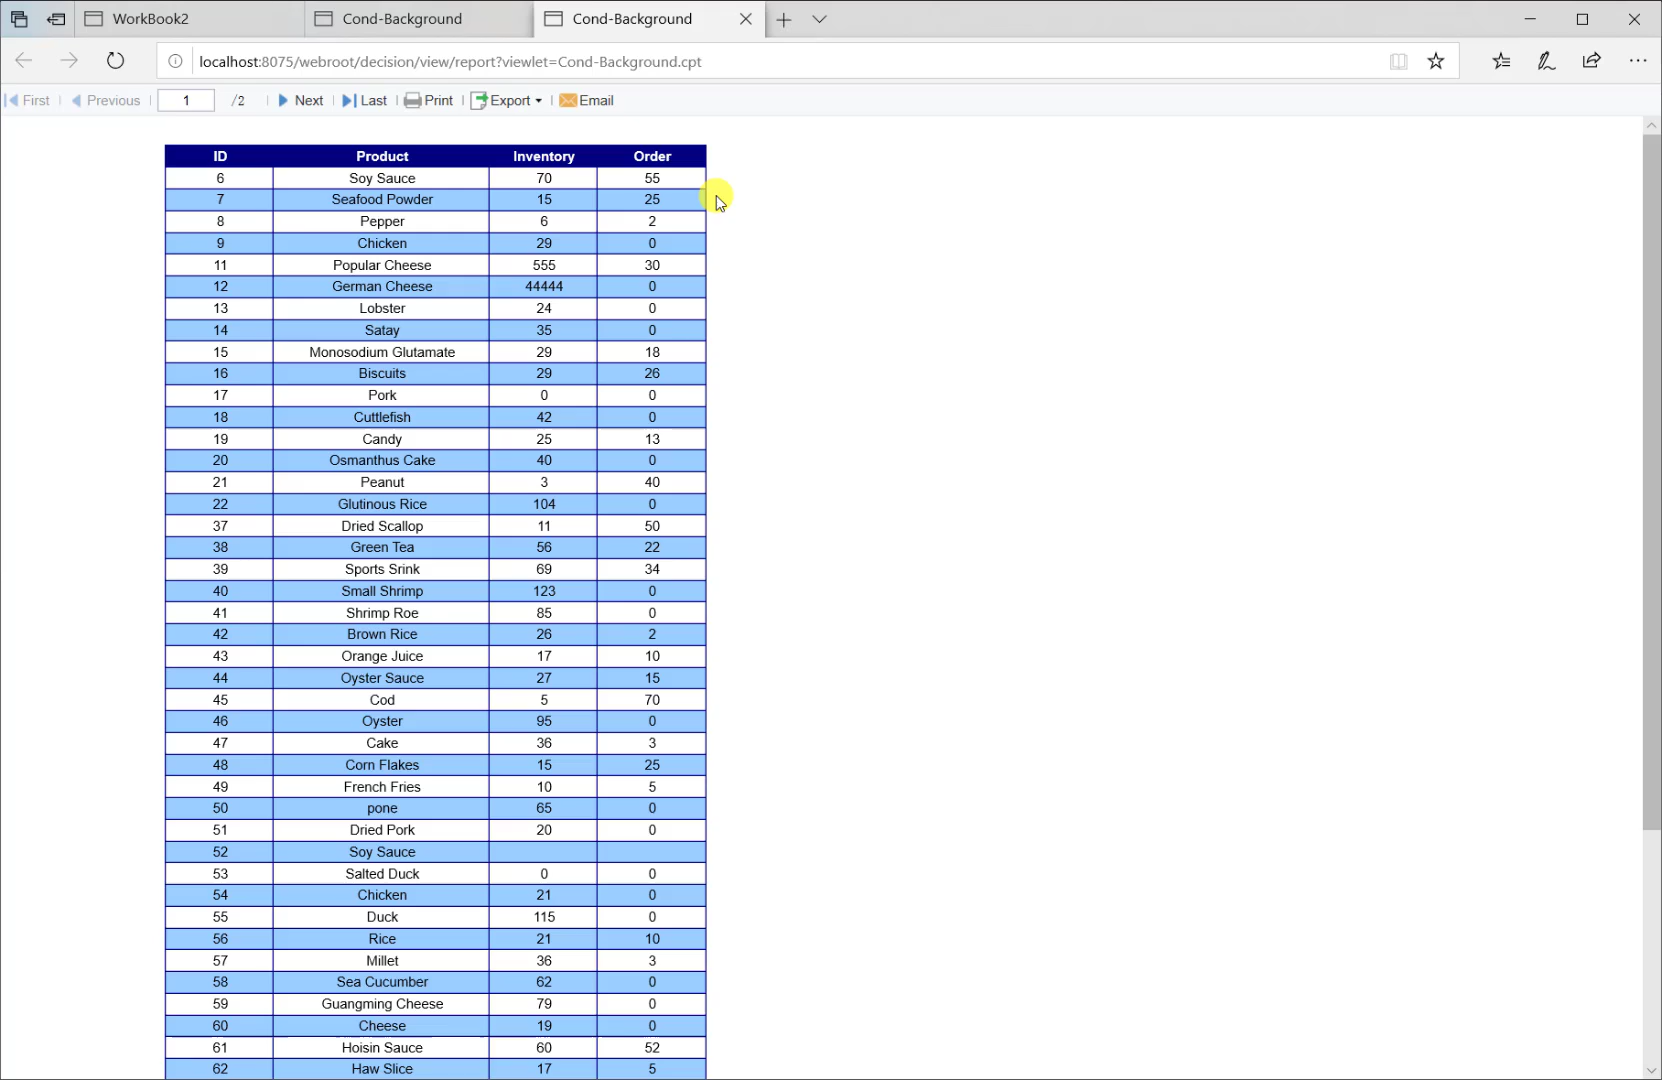 WorkBook2 Cond-Background Cond-Background
localhost:8075/webroot/decision/view/report?viewlet=Cond-Background.cpt
First Previous 1 /2 Next Last Print Export Email
ID Product Inventory Order
6 Soy Sauce 70 55
7 Seafood Powder 15 25
8 Pepper 6 2
9 Chicken 29 0
11 Popular Cheese 555 30
12 German Cheese 44444 0
13 Lobster 24 0
14 Satay 35 0
15 Monosodium Glutamate 29 18
16 Biscuits 29 26
17 Pork 0 0
18 Cuttlefish 42 0
19 Candy 25 13
20 Osmanthus Cake 40 0
21 Peanut 3 40
22 Glutinous Rice 104 0
37 Dried Scallop 11 50
38 Green Tea 56 22
39 Sports Srink 69 34
40 Small Shrimp 123 0
41 Shrimp Roe 85 0
42 Brown Rice 26 2
43 Orange Juice 17 10
44 Oyster Sauce 27 15
45 Cod 5 70
46 Oyster 95 0
47 Cake 36 3
48 Corn Flakes 15 25
49 French Fries 10 5
50 pone 65 0
51 Dried Pork 20 0
52 Soy Sauce
53 Salted Duck 0 0
54 Chicken 21 0
55 Duck 115 0
56 Rice 21 10
57 Millet 36 3
58 Sea Cucumber 62 0
59 Guangming Cheese 79 0
60 Cheese 19 0
61 Hoisin Sauce 60 52
62 Haw Slice 17 5